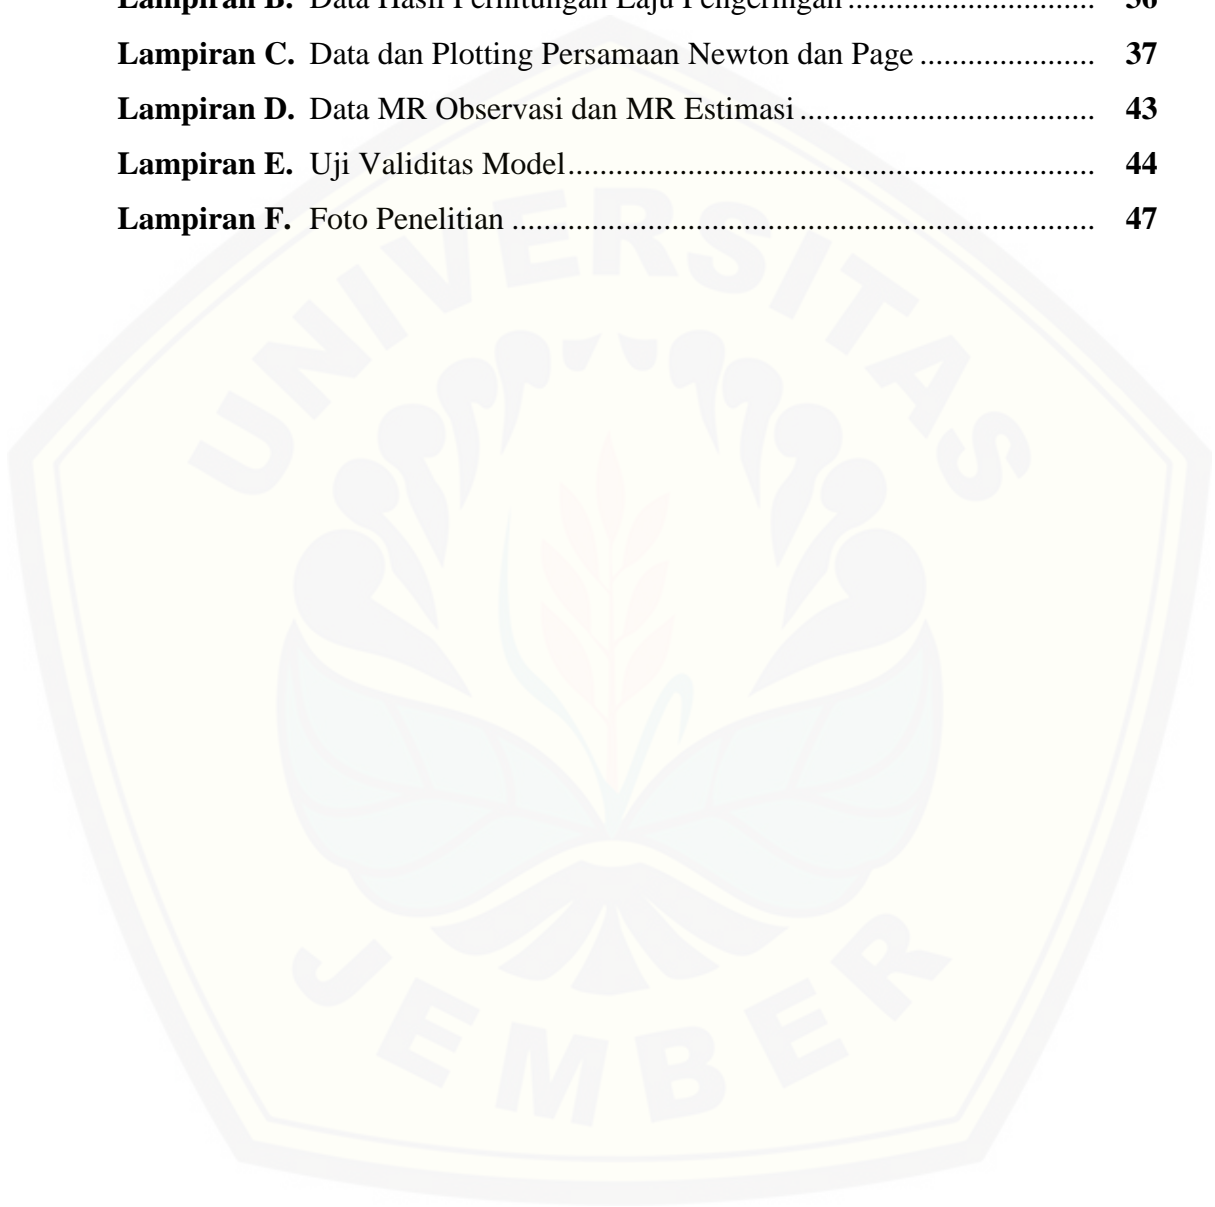 Lampiran B. Data Hasil Perhitungan Laju Pengeringan ............................... 36
Lampiran C. Data dan Plotting Persamaan Newton dan Page ...................... 37
Lampiran D. Data MR Observasi dan MR Estimasi ..................................... 43
Lampiran E. Uji Validitas Model.................................................................. 44
Lampiran F. Foto Penelitian ......................................................................... 47
UNIVERSITAS
JEMBER